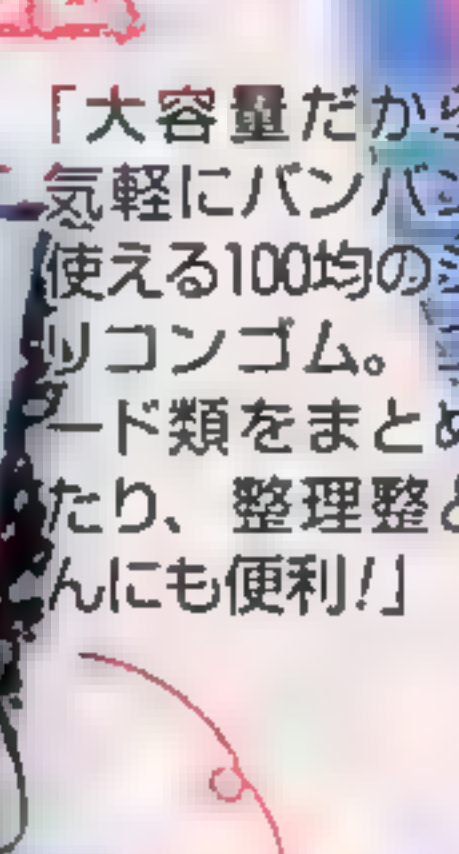 「大容量だから
気軽にバンバン
使える100均のシ
リコンゴム。
ード類をまとめ
たり、整理整と
んにも便利!」